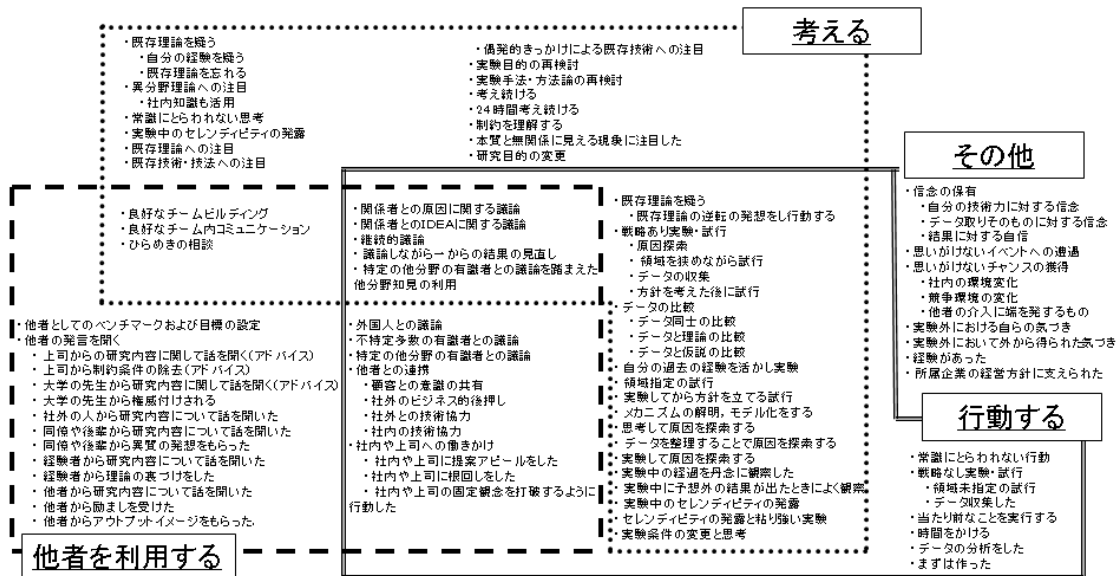 考える
・既存理論を疑う
・自分の経験を疑う
・既存理論を忘れる
・異分野理論への注目
・社内知識も活用
・常識にとらわれない思考
・実験中のセレンディピティの発露
・既存理論への注目
・既存技術・技法への注目
・偶発的きっかけによる既存技術への注目
・実験目的の再検討
・実験手法・方法論の再検討
・考え続ける
・24時間考え続ける
・制約を理解する
・本質と無関係に見える現象に注目した
・研究目的の変更
その他
・信念の保有
・自分の技術力に対する信念
・データ取りそのものに対する信念
・結果に対する自信
・思いがけないイベントへの遭遇
・思いがけないチャンスの獲得
・社内の環境変化
・競争環境の変化
・他者の介入に端を発するもの
・実験外における自らの気づき
・実験外において外から得られた気づき
・経験があった
・所属企業の経営方針に支えられた
・良好なチームビルディング
・良好なチーム内コミュニケーション
・ひらめきの相談
・関係者との原因に関する議論
・関係者とのIDEAに関する議論
・継続的議論
・議論しながら一からの結果の見直し
・特定の他分野の有識者との議論を踏まえた
他分野知見の利用
・既存理論を疑う
・既存理論の逆転の発想をし行動する
・戦略あり実験・試行
・原因探索
・領域を狭めながら試行
・データの収集
・方針を考えた後に試行
・データの比較
・データ同士の比較
・データと理論の比較
・データと仮説の比較
・自分の過去の経験を活かし実験
・領域指定の試行
・実験してから方針を立てる試行
・メカニズムの解明，モデル化をする
・思考して原因を探索する
・データを整理することで原因を探索する
・実験して原因を探索する
・実験中の経過を丹念に観察した
・実験中に予想外の結果が出たときによく観察
・実験中のセレンディピティの発露
・セレンディピティの発露と粘り強い実験
・実験条件の変更と思考
・他者としてのベンチマークおよび目標の設定
・他者の発言を聞く
・上司からの研究内容に関して話を聞く(アドバイス)
・上司から制約条件の除去(アドバイス)
・大学の先生から研究内容に関して話を聞く(アドバイス)
・大学の先生から権威付けされる
・社外の人から研究内容について話を聞いた
・同僚や後輩から研究内容について話を聞いた
・同僚や後輩から異質の発想をもらった
・経験者から研究内容について話を聞いた
・経験者から理論の裏づけをした
・他者から研究内容について話を聞いた
・他者から励ましを受けた
・他者からアウトプットイメージをもらった.
・外国人との議論
・不特定多数の有識者との議論
・特定の他分野の有識者との議論
・他者との連携
・顧客との意識の共有
・社外のビジネス的後押し
・社外との技術協力
・社内の技術協力
・社内や上司への働きかけ
・社内や上司に提案アピールをした
・社内や上司に根回しをした
・社内や上司の固定観念を打破するように
行動した
行動する
・常識にとらわれない行動
・戦略なし実験・試行
・領域未指定の試行
・データ収集した
・当たり前なことを実行する
・時間をかける
・データの分析をした
・まずは作った
他者を利用する